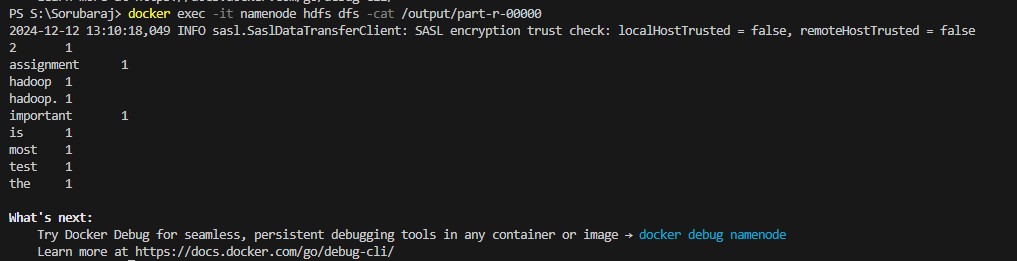 PS S:\Sorubaraj> docker exec -it namenode hdfs dfs -cat /output/part-r-00000
2024-12-12 13:10:18,049 INFO sasl.SaslDataTransferClient: SASL encryption trust check: localHostTrusted = false, remoteHostTrusted = false
2 1
assignment 1
hadoop 1
hadoop. 1
important 1
is 1
most 1
test 1
the 1
What's next:
Try Docker Debug for seamless, persistent debugging tools in any container or image → docker debug namenode
Learn more at https://docs.docker.com/go/debug-cli/